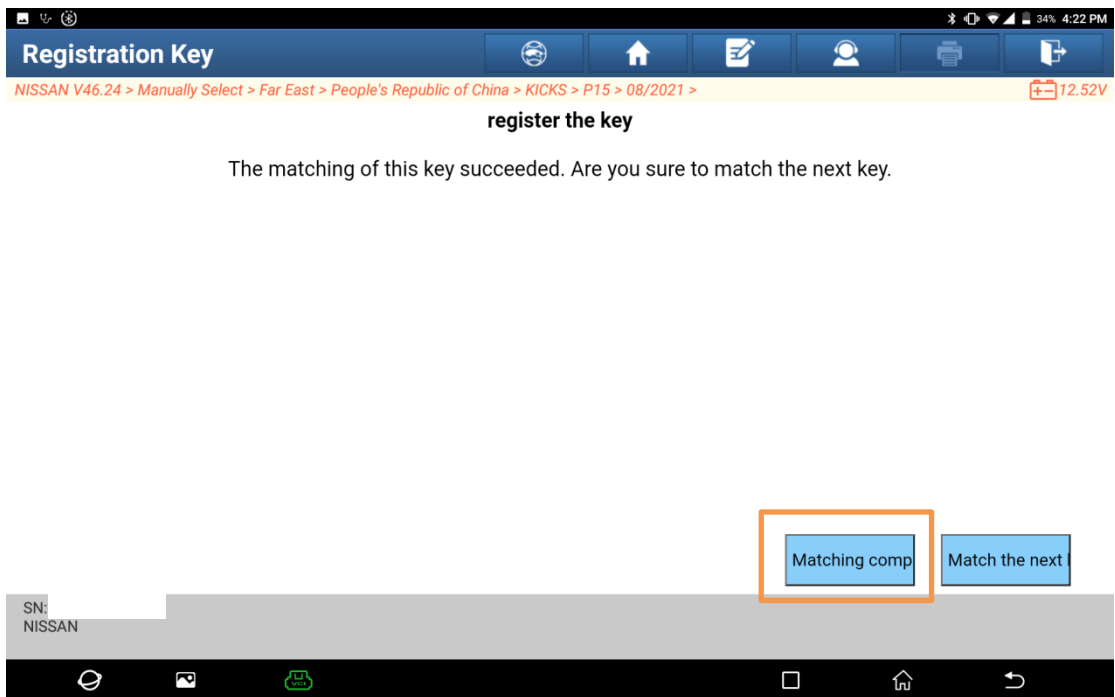 34% 4:22 PM
Registration Key
NISSAN V46.24 > Manually Select > Far East > People's Republic of China > KICKS > P15 > 08/2021 >
12.52V
register the key
The matching of this key succeeded. Are you sure to match the next key.
Matching comp
Match the next
SN:
NISSAN
VCI